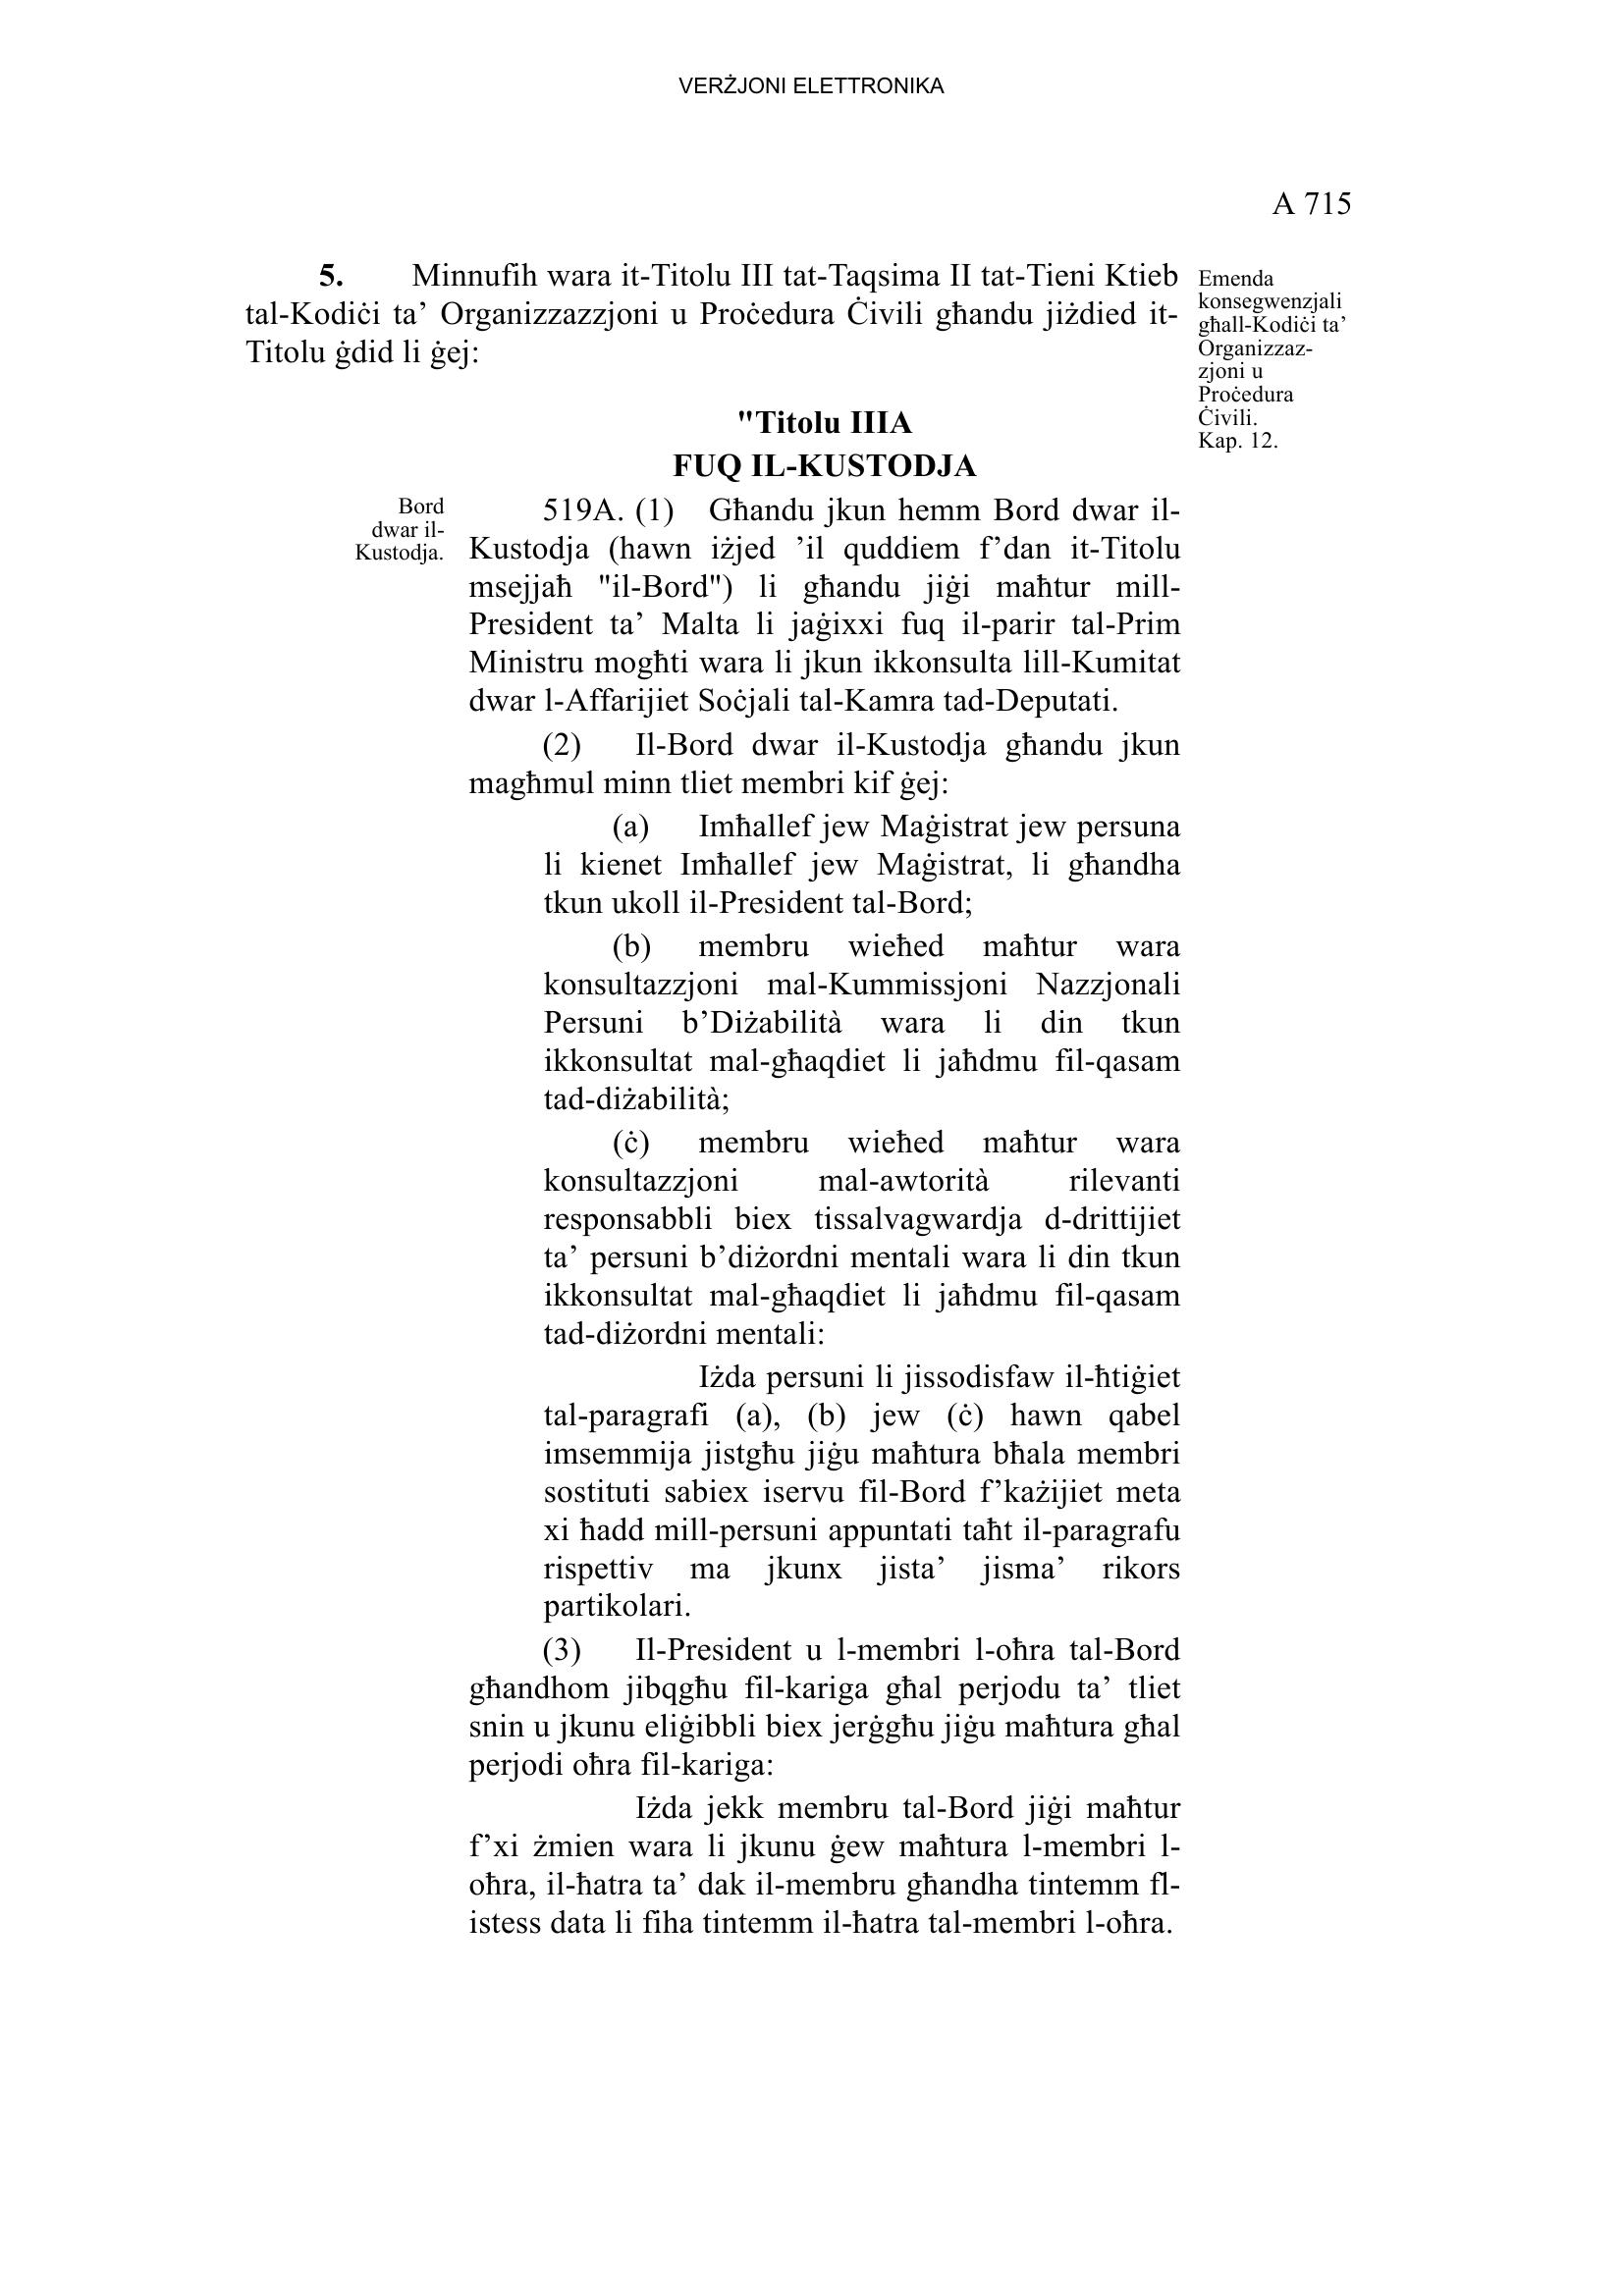 VERŻJONI ELETTRONIKA
A 715
5. Minnufih wara it-Titolu III tat-Taqsima II tat-Tieni Ktieb
tal-Kodiċi ta’ Organizzazzjoni u Proċedura Ċivili għandu jiżdied it-
Titolu ġdid li ġej:
Emenda
konsegwenzjali
għall-Kodiċi ta’
Organizzaz-
zjoni u
Proċedura
Ċivili.
Kap. 12.
"Titolu IIIA
FUQ IL-KUSTODJA
Bord
dwar il-
Kustodja.
519A. (1) Għandu jkun hemm Bord dwar il-
Kustodja (hawn iżjed ’il quddiem f’dan it-Titolu
msejjaħ "il-Bord") li għandu jiġi maħtur mill-
President ta’ Malta li jaġixxi fuq il-parir tal-Prim
Ministru mogħti wara li jkun ikkonsulta lill-Kumitat
dwar l-Affarijiet Soċjali tal-Kamra tad-Deputati.
(2) Il-Bord dwar il-Kustodja għandu jkun
magħmul minn tliet membri kif ġej:
(a) Imħallef jew Maġistrat jew persuna
li kienet Imħallef jew Maġistrat, li għandha
tkun ukoll il-President tal-Bord;
(b) membru wieħed maħtur wara
konsultazzjoni mal-Kummissjoni Nazzjonali
Persuni b’Diżabilità wara li din tkun
ikkonsultat mal-għaqdiet li jaħdmu fil-qasam
tad-diżabilità;
(ċ) membru wieħed maħtur wara
konsultazzjoni mal-awtorità rilevanti
responsabbli biex tissalvagwardja d-drittijiet
ta’ persuni b’diżordni mentali wara li din tkun
ikkonsultat mal-għaqdiet li jaħdmu fil-qasam
tad-diżordni mentali:
Iżda persuni li jissodisfaw il-ħtiġiet
tal-paragrafi (a), (b) jew (ċ) hawn qabel
imsemmija jistgħu jiġu maħtura bħala membri
sostituti sabiex iservu fil-Bord f’każijiet meta
xi ħadd mill-persuni appuntati taħt il-paragrafu
rispettiv ma jkunx jista’ jisma’ rikors
partikolari.
(3) Il-President u l-membri l-oħra tal-Bord
għandhom jibqgħu fil-kariga għal perjodu ta’ tliet
snin u jkunu eliġibbli biex jerġgħu jiġu maħtura għal
perjodi oħra fil-kariga:
Iżda jekk membru tal-Bord jiġi maħtur
f’xi żmien wara li jkunu ġew maħtura l-membri l-
oħra, il-ħatra ta’ dak il-membru għandha tintemm fl-
istess data li fiha tintemm il-ħatra tal-membri l-oħra.